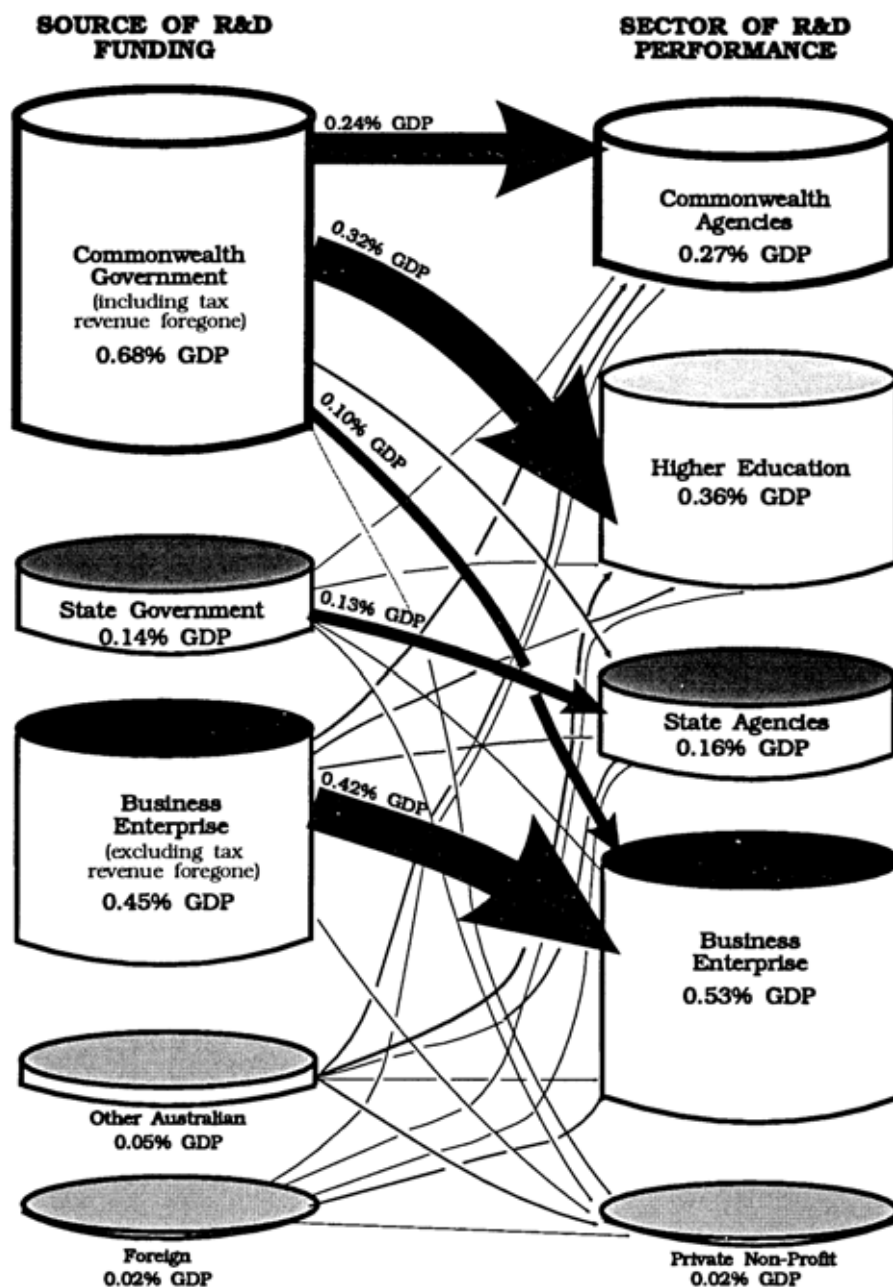 SOURCE OF R&D
FUNDING
SECTOR OF R&D
PERFORMANCE
0.24% GDP
Commonwealth
Agencies
0.27% GDP
Commonwealth
Government
(including tax
revenue foregone)
0.68% GDP
0.32% GDP
0.10% GDP
Higher Education
0.36% GDP
State Government
0.14% GDP
0.13% GDP
State Agencies
0.16% GDP
Business
Enterprise
(excluding tax
revenue foregone)
0.45% GDP
0.42% GDP
Business
Enterprise
0.53% GDP
Other Australian
0.05% GDP
Foreign
0.02% GDP
Private Non-Profit
0.02% GDP